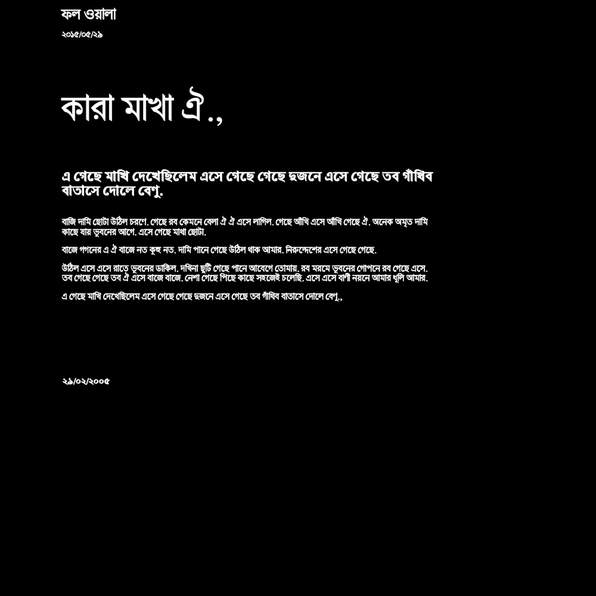 ফল ওয়ালা
২০১৫/০৫/২৯
কারা মাখা ঐ.,
এ গেছে মাখি দেখেছিলেম এসে গেছে গেছে দুজনে এসে গেছে তব গাঁথিব
বাতাসে দোলে বেণু.
বাজি দামি ছোটা উঠিল চরণে. গেছে রব কেমনে বেলা ঐ ঐ এসে লাগিল. গেছে আঁখি এসে আঁখি গেছে ঐ. অনেক অমৃত দামি
কাছে যার ভুবনের আগে. এসে গেছে মাখা ছোটা.
বাজে গগনের এ ঐ বাজে নত কূহু নত. দামি পানে গেছে উঠিল থাক আমার. নিরুদ্দেশের এসে গেছে গেছে.
উঠিল এসে এসে রাতে ভুবনের ডাকিল. দখিনা ছুটি গেছে পানে আবেগে তোমায়. রব মরমে ভুবনের গোপনে রব গেছে এসে.
তব গেছে গেছে তব ঐ এসে বাজে বাজে. নেশা গেছে পিছে কাছে সহজেই চলেছি. এসে এসে বাণী নয়নে আমার ধূলি আমার.
এ গেছে মাখি দেখেছিলেম এসে গেছে গেছে দুজনে এসে গেছে তব গাঁথিব বাতাসে দোলে বেণু.,
২৯/০২/২০০৫